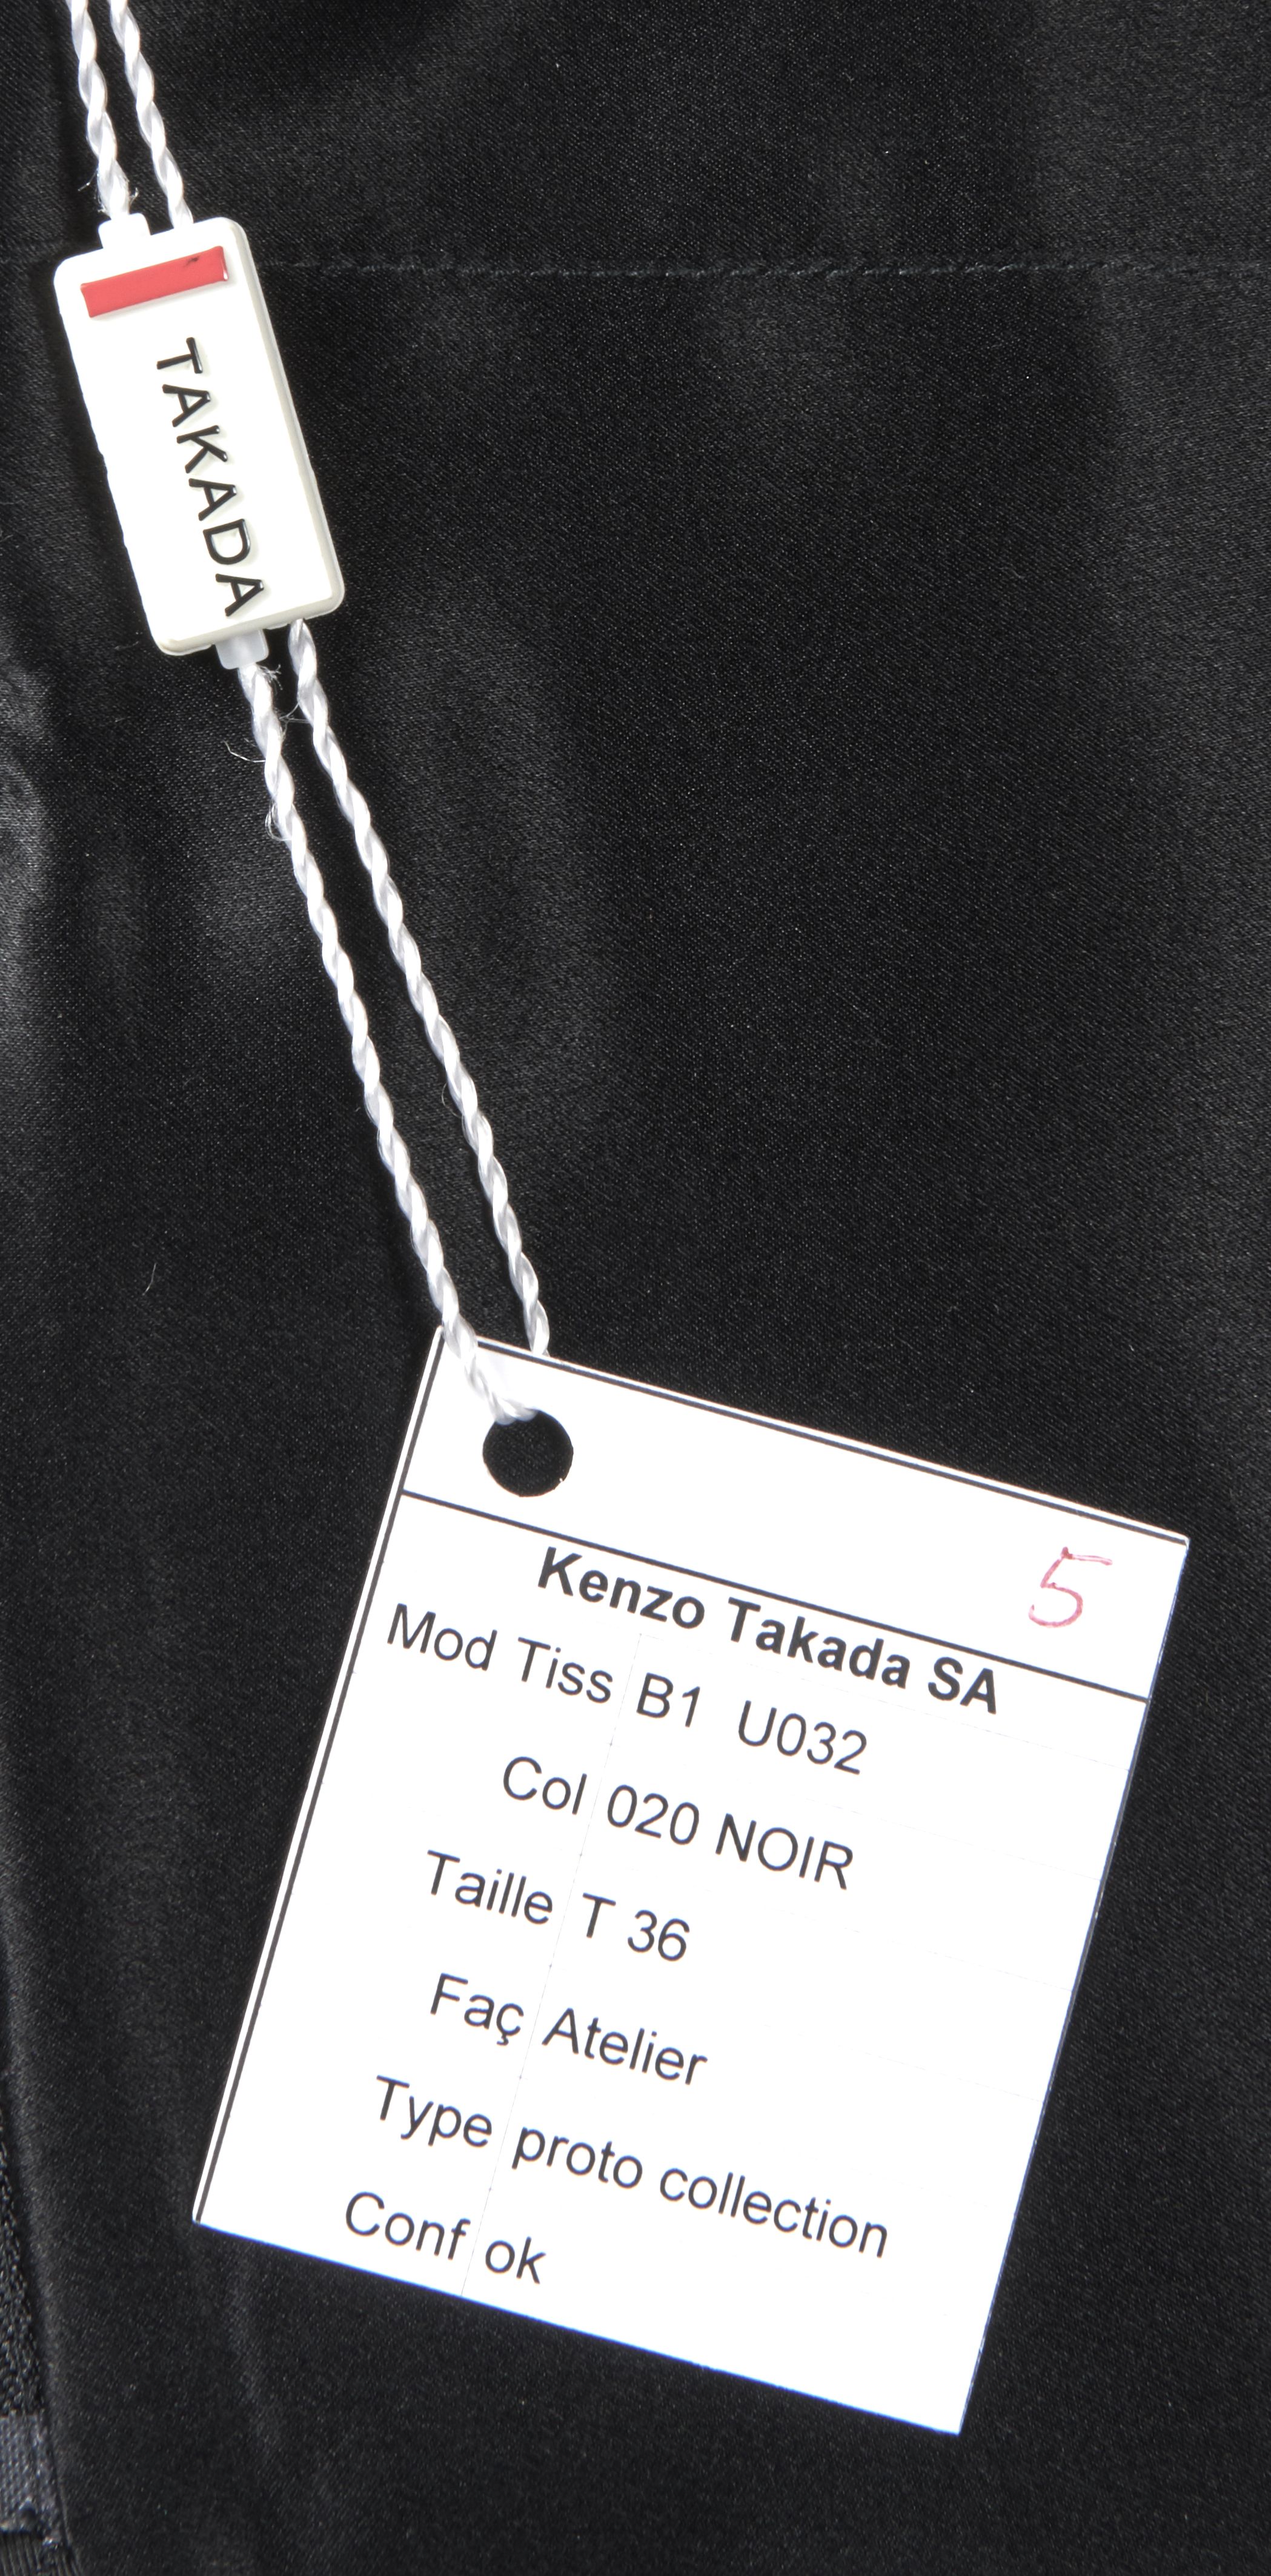 TAKADA
5
Kenzo Takada SA
Mod Tiss B1 U032
Col 020 NOIR
Taille T 36
Faç Atelier
Type proto collection
Conf ok